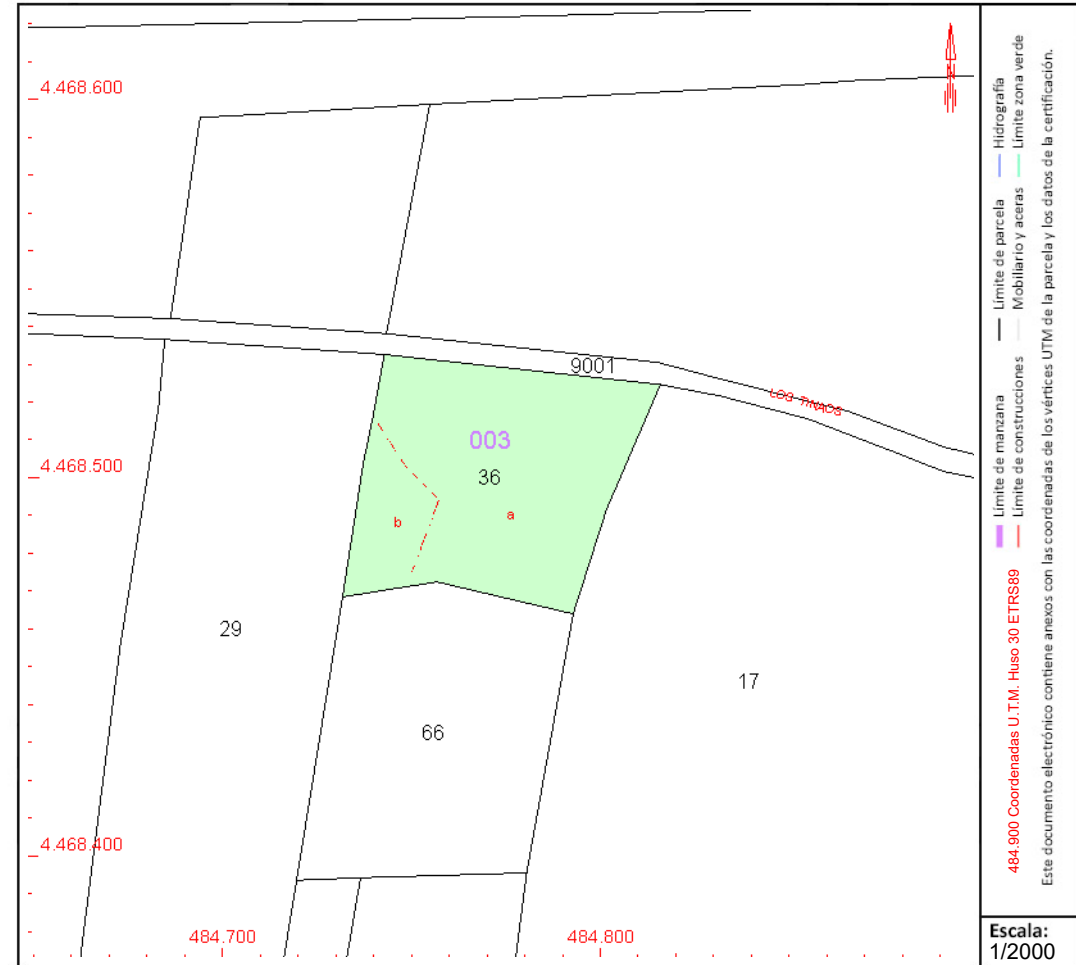 4.468.600
9001
LOS TINAOS
003
4.468.500
36
b
a
29
17
66
4.468.400
484.700
484.800
N
Hidrografía
Límite zona verde
Límite de parcela
Mobiliario y aceras
Límite de manzana
Límite de construcciones
484.900 Coordenadas U.T.M. Huso 30 ETRS89
Este documento electrónico contiene anexos con las coordenadas de los vértices UTM de la parcela y los datos de la certificación.
Escala:
1/2000